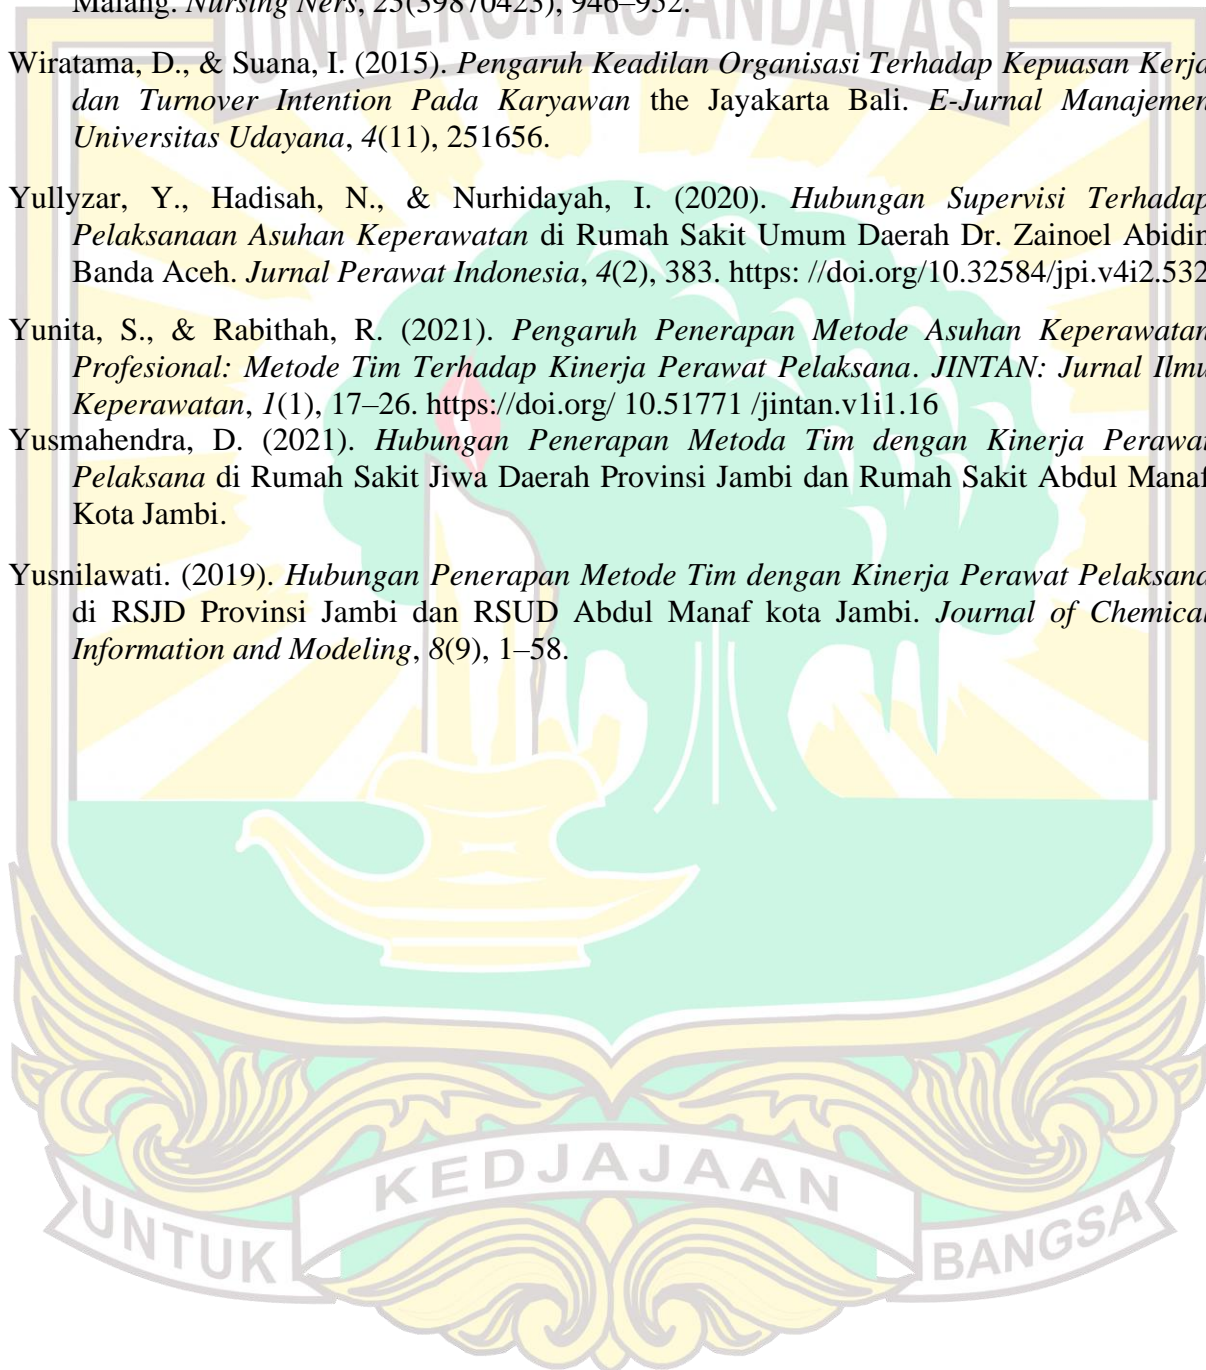 UNIVERSITAS ANDALAS
Malang. Nursing Ners, 25(39870423), 946–952.
Wiratama, D., & Suana, I. (2015). Pengaruh Keadilan Organisasi Terhadap Kepuasan Kerja
dan Turnover Intention Pada Karyawan the Jayakarta Bali. E-Jurnal Manajemen
Universitas Udayana, 4(11), 251656.
Yullyzar, Y., Hadisah, N., & Nurhidayah, I. (2020). Hubungan Supervisi Terhadap
Pelaksanaan Asuhan Keperawatan di Rumah Sakit Umum Daerah Dr. Zainoel Abidin
Banda Aceh. Jurnal Perawat Indonesia, 4(2), 383. https: //doi.org/10.32584/jpi.v4i2.532
Yunita, S., & Rabithah, R. (2021). Pengaruh Penerapan Metode Asuhan Keperawatan
Profesional: Metode Tim Terhadap Kinerja Perawat Pelaksana. JINTAN: Jurnal Ilmu
Keperawatan, 1(1), 17–26. https://doi.org/ 10.51771 /jintan.v1i1.16
Yusmahendra, D. (2021). Hubungan Penerapan Metoda Tim dengan Kinerja Perawat
Pelaksana di Rumah Sakit Jiwa Daerah Provinsi Jambi dan Rumah Sakit Abdul Manaf
Kota Jambi.
Yusnilawati. (2019). Hubungan Penerapan Metode Tim dengan Kinerja Perawat Pelaksana
di RSJD Provinsi Jambi dan RSUD Abdul Manaf kota Jambi. Journal of Chemical
Information and Modeling, 8(9), 1–58.
UNTUK KEDJAJAAN BANGSA